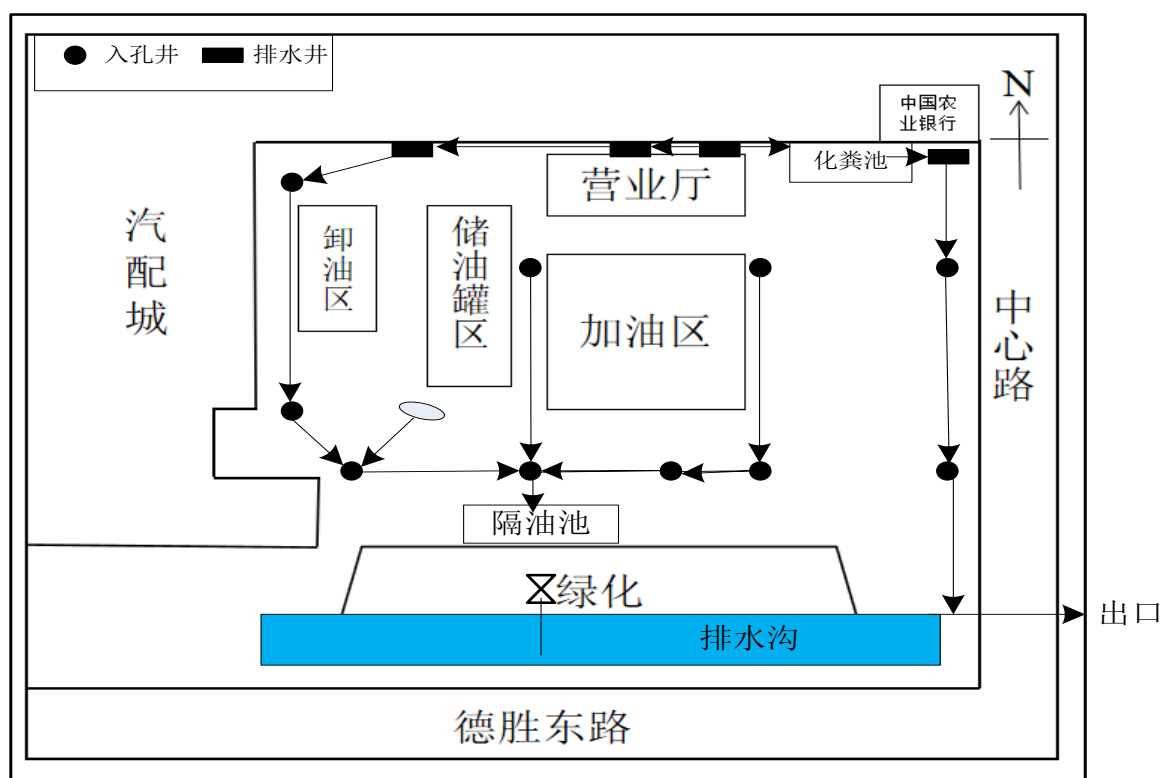 入孔井 排水井
中国农
业银行
N
化粪池
营业厅
汽配城
卸油区
储油罐区
加油区
中心路
隔油池
绿化
出口
排水沟
德胜东路